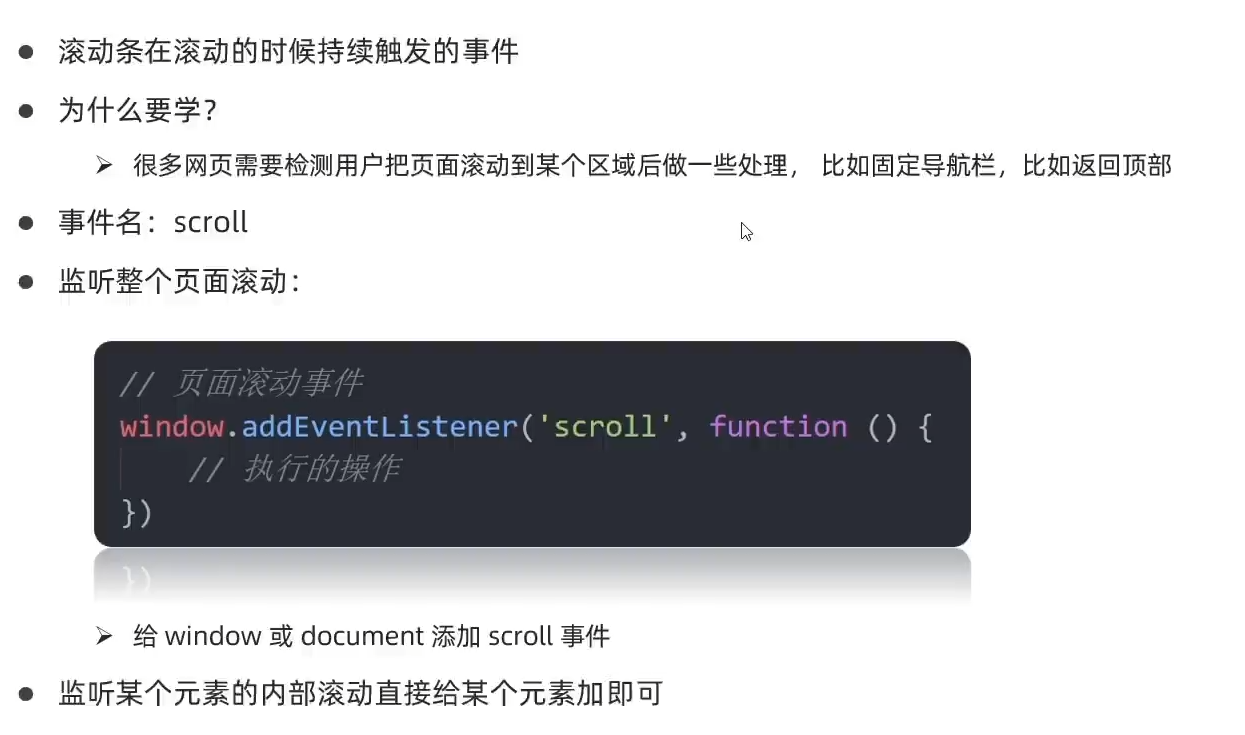 滚动条在滚动的时候持续触发的事件
为什么要学?
很多网页需要检测用户把页面滚动到某个区域后做一些处理, 比如固定导航栏,比如返回顶部
事件名:scroll
监听整个页面滚动:
// 页面滚动事件
window.addEventListener('scroll', function () {
// 执行的操作
})
给 window 或 document 添加 scroll 事件
监听某个元素的内部滚动直接给某个元素加即可